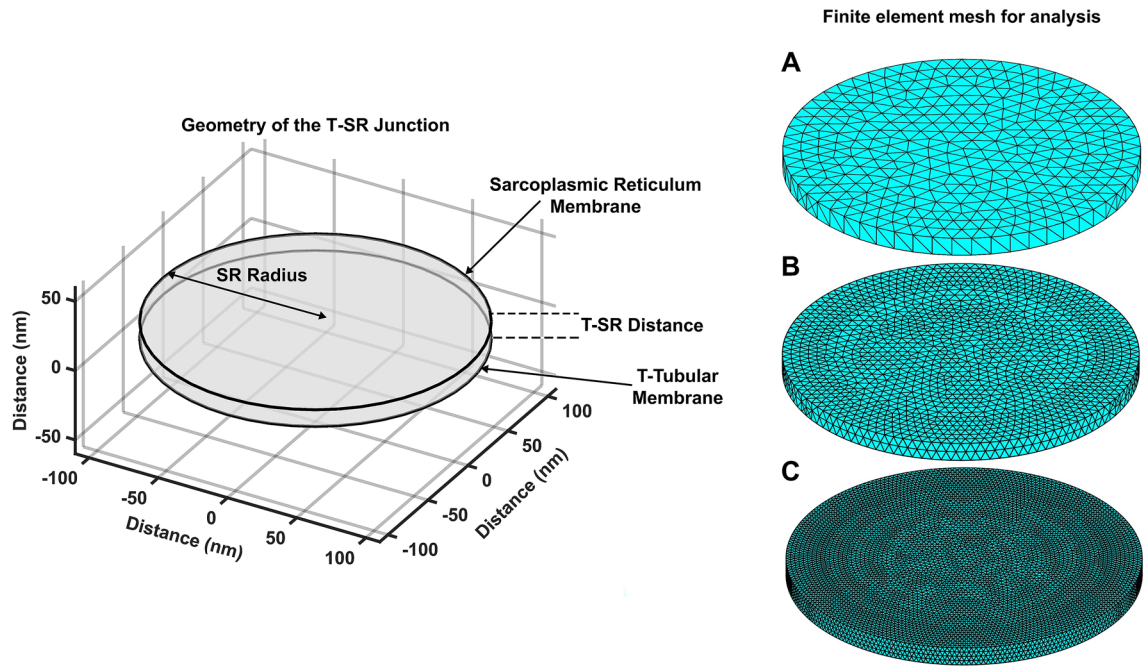 Finite element mesh for analysis
Geometry of the T-SR Junction
Sarcoplasmic Reticulum
Membrane
SR Radius
T-SR Distance
T-Tubular
Membrane
Distance (nm)
50
0
-50
-100
-50
0
50
100
Distance (nm)
-100
-50
0
50
100
Distance (nm)
A
B
C